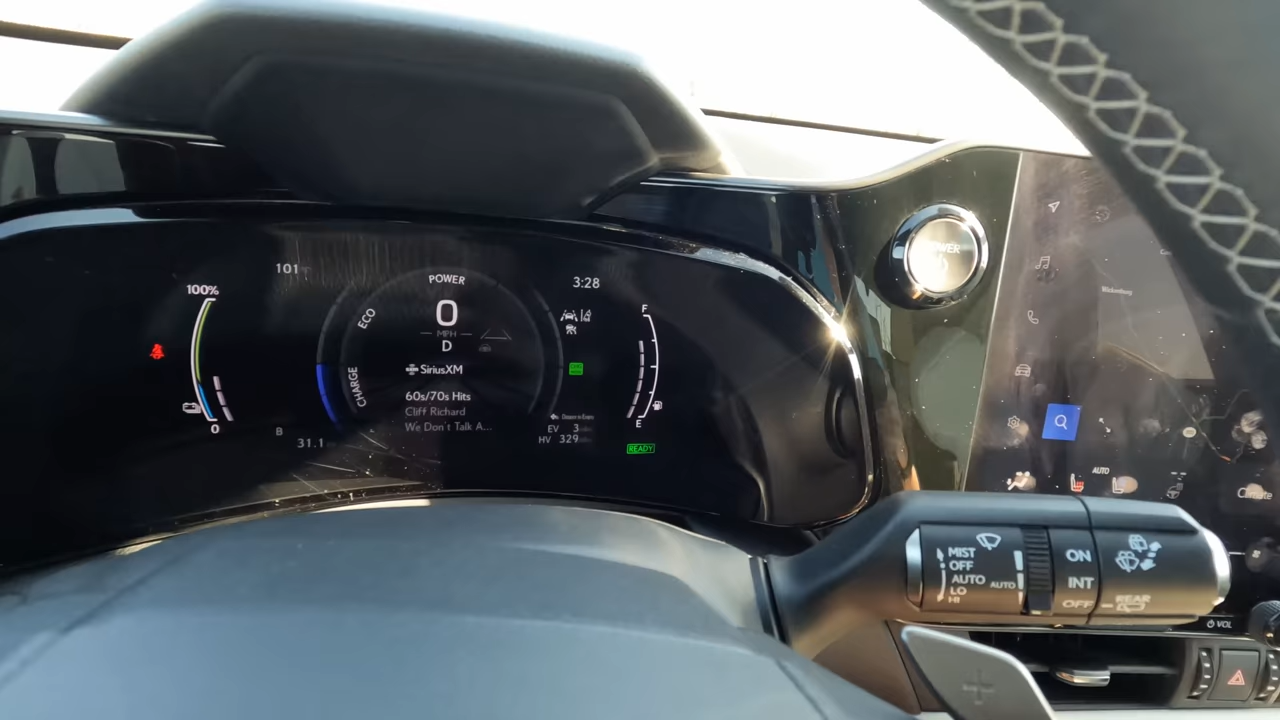 101
100%
POWER
3:28
F
ECO
0
MPH
D
SiriusXM
CHARGE
60s/70s Hits
Cliff Richard
We Don't Talk A...
0
B
31.1
EV 3
HV 329
E
READY
POWER
AUTO
Climate
MIST
OFF
AUTO
LO
HI
AUTO
ON
INT
OFF
REAR
VOL